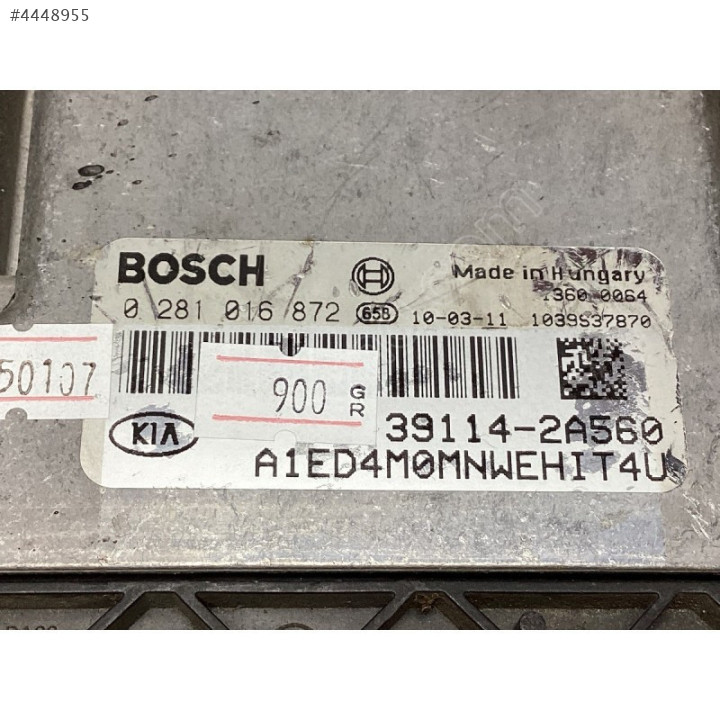 #4448955
BOSCH
Made in Hungary
0 281 016 872 658 10-03-11
1360 0064
1039S37870
50107
900 GR
KIA
39114-2A560
A1ED4M0MNWEHIT4U